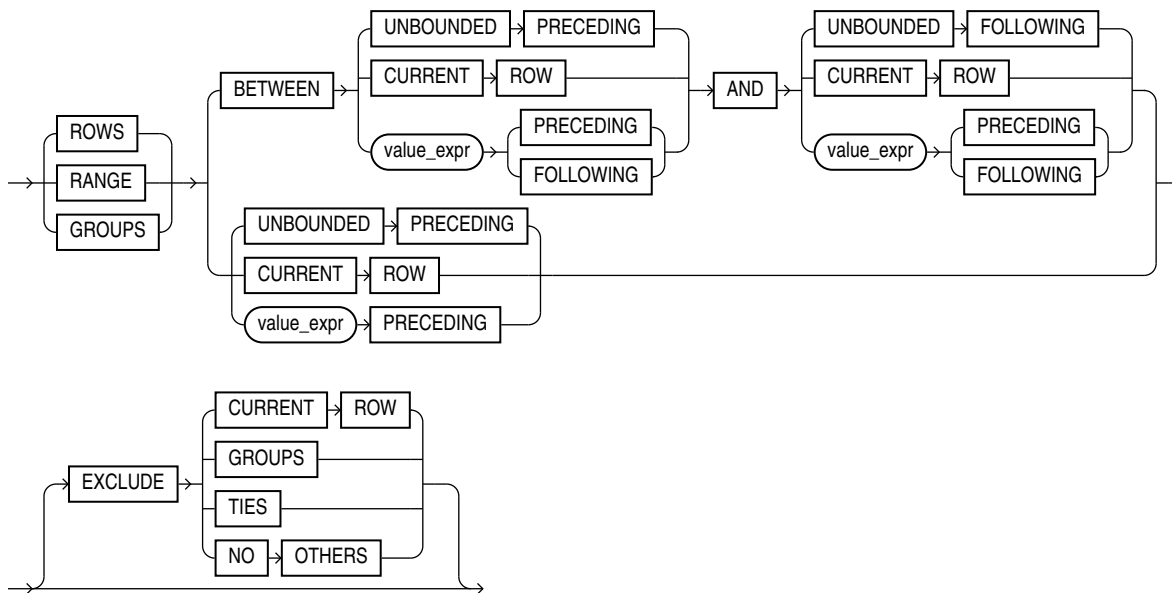 UNBOUNDED PRECEDING UNBOUNDED FOLLOWING
CURRENT ROW CURRENT ROW
BETWEEN AND
value_expr PRECEDING value_expr PRECEDING
FOLLOWING FOLLOWING
ROWS
RANGE
GROUPS
UNBOUNDED PRECEDING
CURRENT ROW
value_expr PRECEDING
CURRENT ROW
GROUPS
EXCLUDE
TIES
NO OTHERS